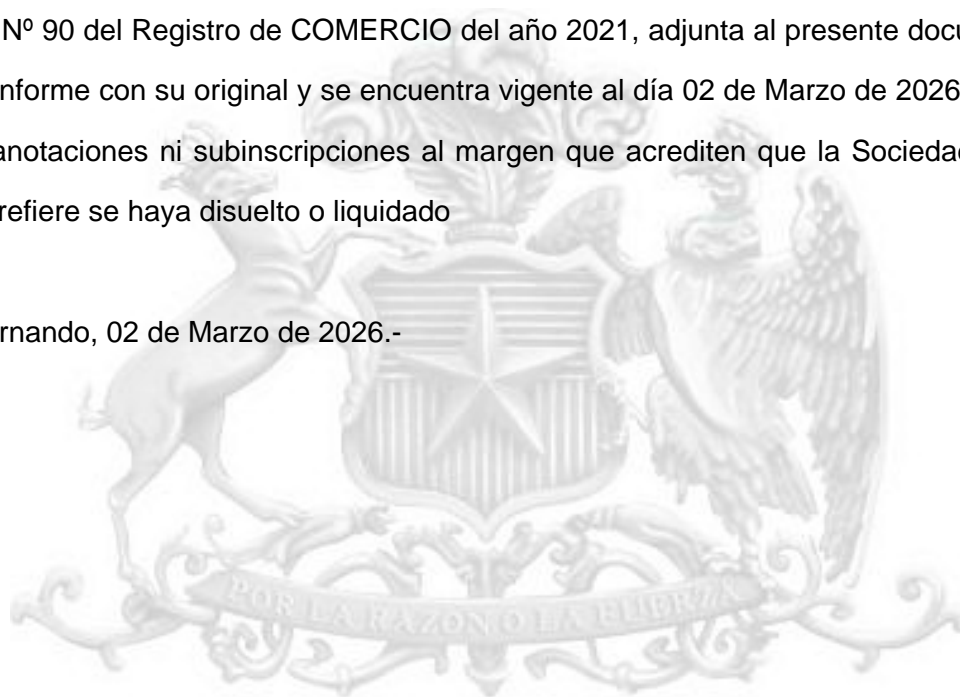 Nº 90 del Registro de COMERCIO del año 2021, adjunta al presente docu
nforme con su original y se encuentra vigente al día 02 de Marzo de 2026
anotaciones ni subinscripciones al margen que acrediten que la Sociedad
refiere se haya disuelto o liquidado
rnando, 02 de Marzo de 2026.-
POR LA RAZON O LA FUERZA